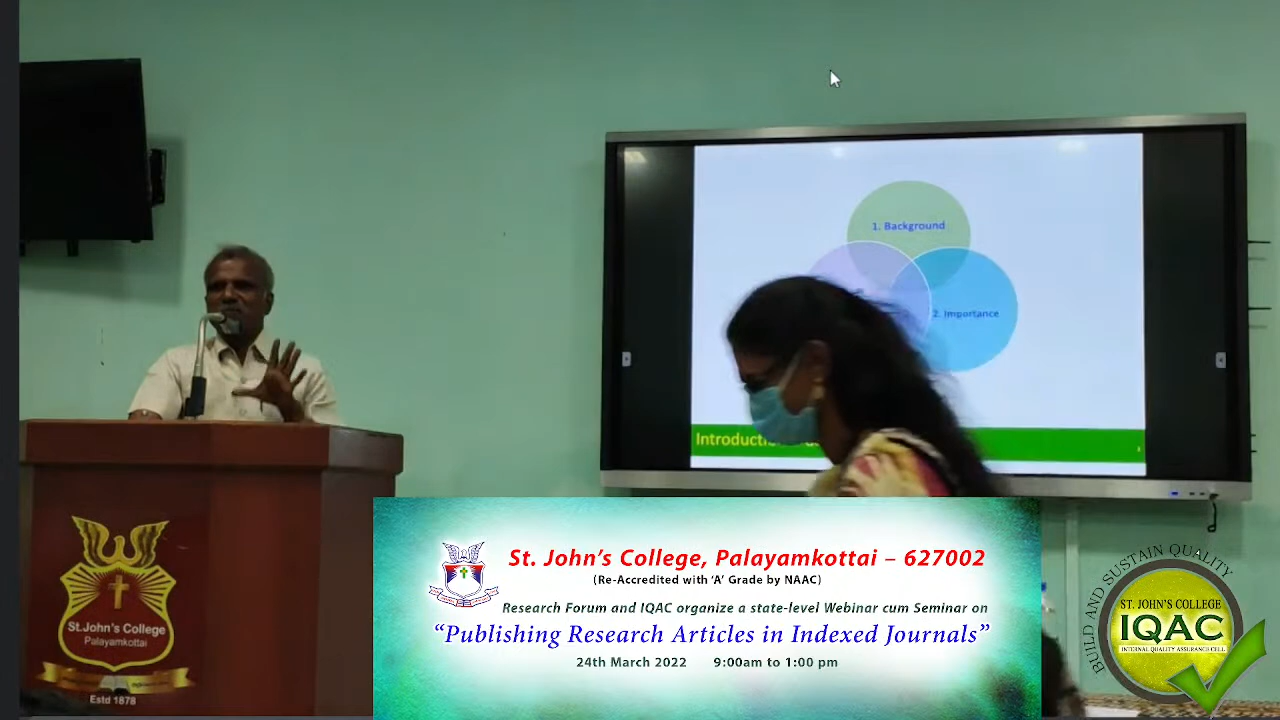 1. Background
2. Importance
St.John's College
Palayamkottai
Estd 1878
St. John's College, Palayamkottai – 627002
(Re-Accredited with 'A' Grade by NAAC)
Research Forum and IQAC organize a state-level Webinar cum Seminar on
“Publishing Research Articles in Indexed Journals”
24th March 2022 9:00am to 1:00 pm
BUILD AND SUSTAIN QUALITY
ST. JOHN'S COLLEGE
IQAC
INTERNAL QUALITY ASSURANCE CELL